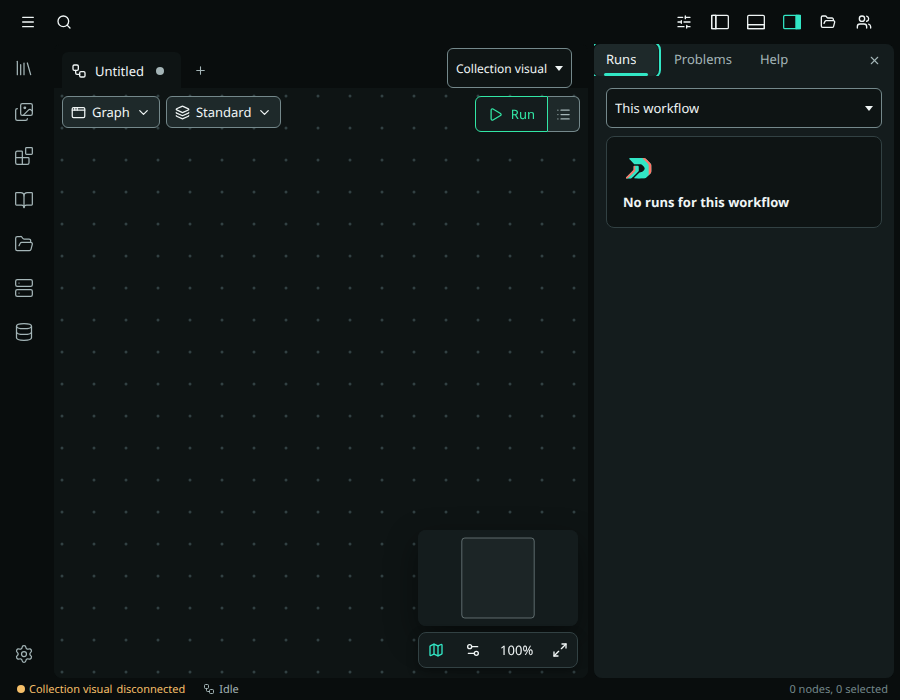 Untitled
Collection visual
Runs
Problems
Help
Graph
Standard
Run
This workflow
No runs for this workflow
100%
Collection visual disconnected
Idle
0 nodes, 0 selected